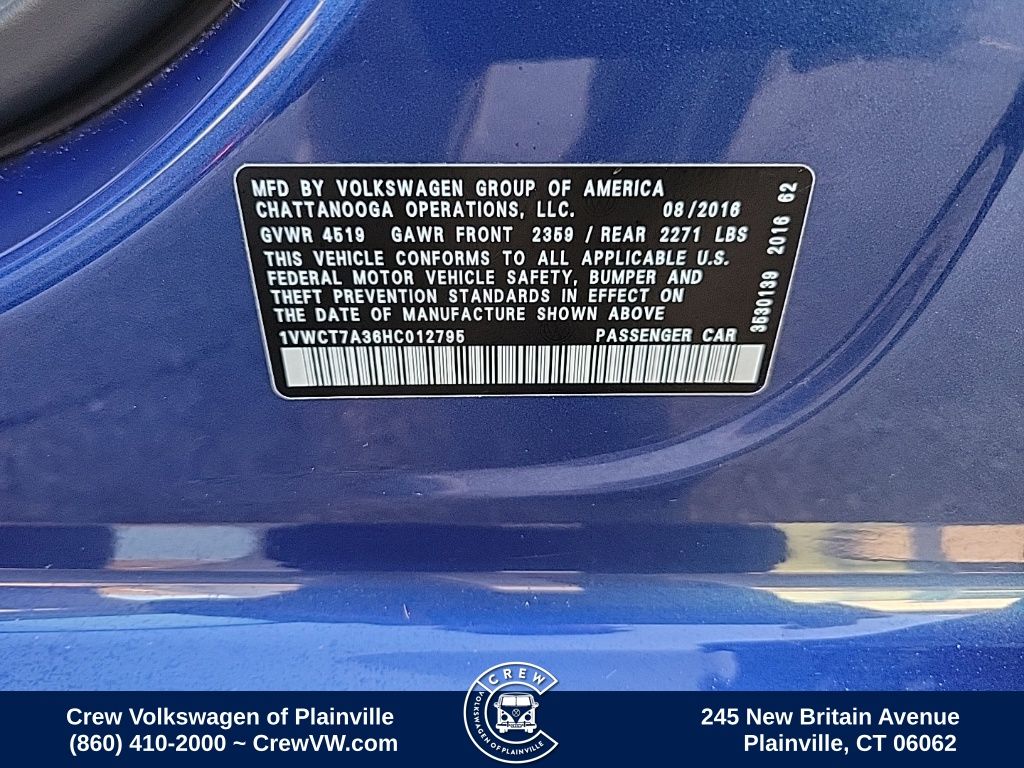 MFD BY VOLKSWAGEN GROUP OF AMERICA
CHATTANOOGA OPERATIONS, LLC. 08/2016
GVWR 4519 GAWR FRONT 2359 / REAR 2271 LBS
THIS VEHICLE CONFORMS TO ALL APPLICABLE U.S.
FEDERAL MOTOR VEHICLE SAFETY, BUMPER AND
THEFT PREVENTION STANDARDS IN EFFECT ON
THE DATE OF MANUFACTURE SHOWN ABOVE
1VWCT7A36HC012795 PASSENGER CAR
3530139 2016 62
Crew Volkswagen of Plainville
(860) 410-2000 ~ CrewVW.com
CREW
VOLKSWAGEN OF PLAINVILLE
245 New Britain Avenue
Plainville, CT 06062